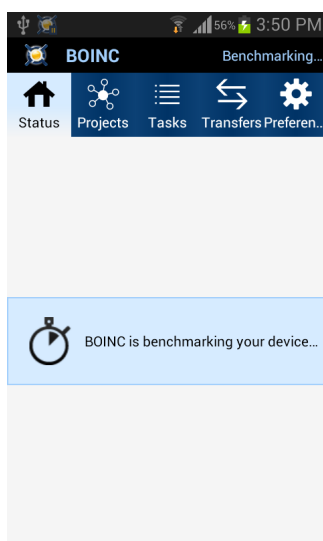 56% 3:50 PM
BOINC Benchmarking...
Status Projects Tasks Transfers Preferen..
BOINC is benchmarking your device...